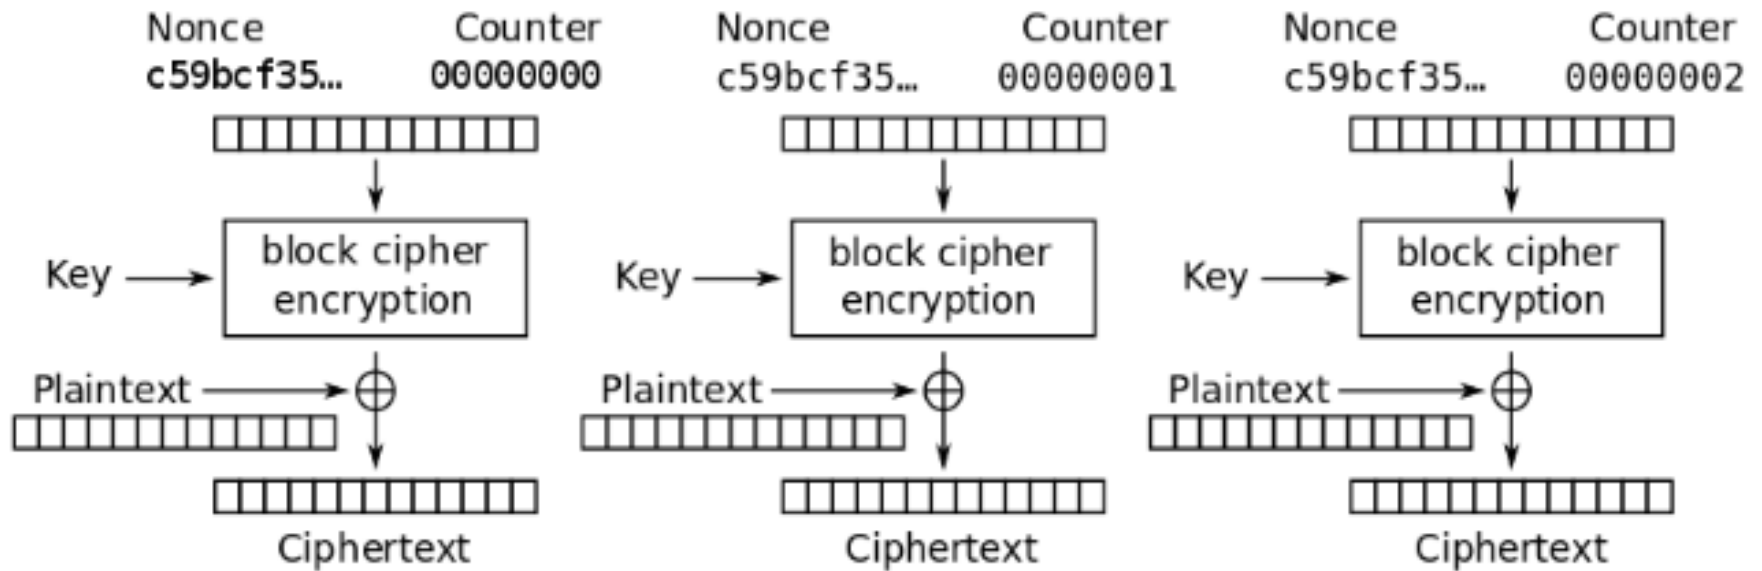 Nonce Counter Nonce Counter Nonce Counter
c59bcf35… 00000000 c59bcf35… 00000001 c59bcf35… 00000002
block cipher block cipher block cipher
Key Key Key
encryption encryption encryption
Plaintext Plaintext Plaintext
Ciphertext Ciphertext Ciphertext